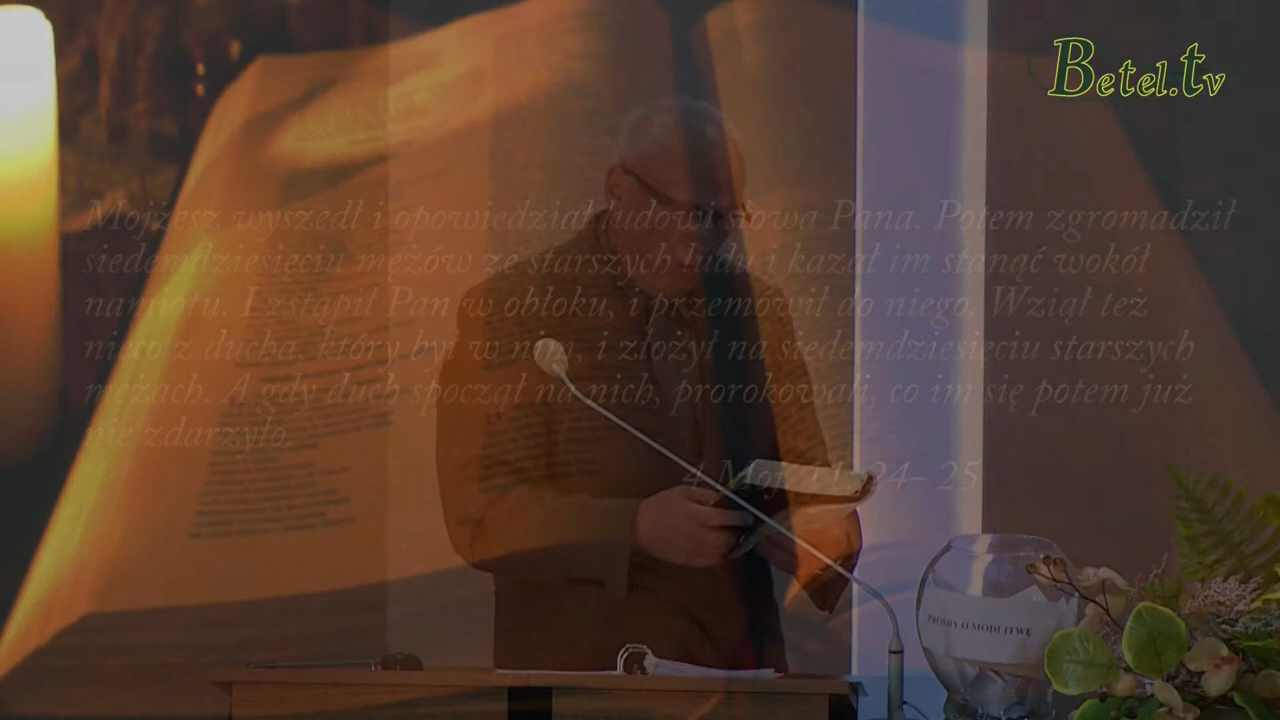 Betel.tv
Mojżesz wyszedł i opowiedział ludowi słowa Pana. Potem zgromadził
siedemdziesięciu mężów ze starszych ludu i kazał im stanąć wokół
namiotu. I zstąpił Pan w obłoku, i przemówił do niego. Wziął też
nieco z ducha, który był w nim, i złożył na siedemdziesięciu starszych
mężach. A gdy duch spoczął na nich, prorokowali, co im się potem już
nie zdarzyło.
4 Mojż 11, 24– 25
PROŚBY O MODLITWĘ